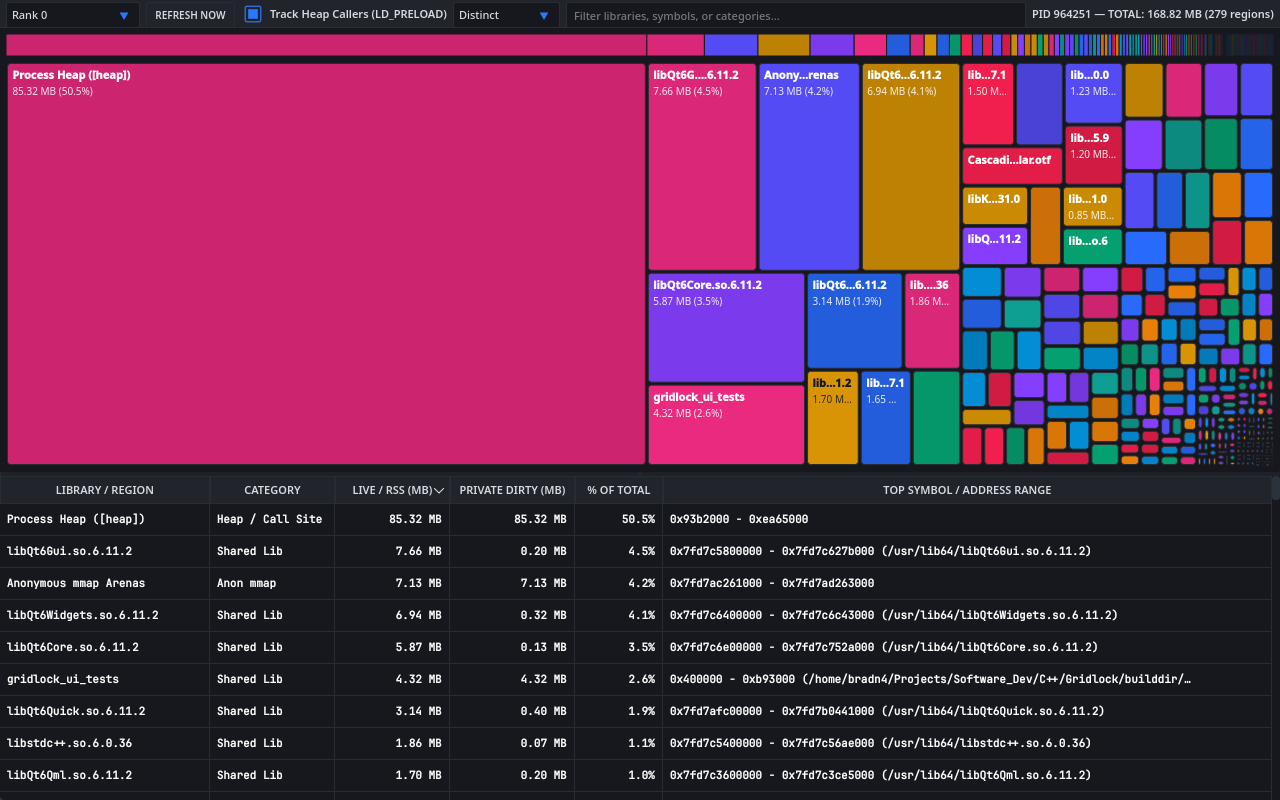 Rank 0
REFRESH NOW
Track Heap Callers (LD_PRELOAD)
Distinct
Filter libraries, symbols, or categories...
PID 964251 — TOTAL: 168.82 MB (279 regions)
Process Heap ([heap])
85.32 MB (50.5%)
libQt6G....6.11.2
7.66 MB (4.5%)
Anony...renas
7.13 MB (4.2%)
libQt6...6.11.2
6.94 MB (4.1%)
lib...7.1
1.50 M...
lib...0.0
1.23 MB...
lib...5.9
1.20 MB...
Cascadi...lar.otf
libK...31.0
lib...1.0
0.85 MB...
libQ...11.2
lib...o.6
libQt6Core.so.6.11.2
5.87 MB (3.5%)
libQt6...6.11.2
3.14 MB (1.9%)
lib....36
1.86 M...
gridlock_ui_tests
4.32 MB (2.6%)
lib...1.2
1.70 M...
lib...7.1
1.65 ...
LIBRARY / REGION CATEGORY LIVE / RSS (MB) PRIVATE DIRTY (MB) % OF TOTAL TOP SYMBOL / ADDRESS RANGE
Process Heap ([heap]) Heap / Call Site 85.32 MB 85.32 MB 50.5% 0x93b2000 - 0xea65000
libQt6Gui.so.6.11.2 Shared Lib 7.66 MB 0.20 MB 4.5% 0x7fd7c5800000 - 0x7fd7c627b000 (/usr/lib64/libQt6Gui.so.6.11.2)
Anonymous mmap Arenas Anon mmap 7.13 MB 7.13 MB 4.2% 0x7fd7ac261000 - 0x7fd7ad263000
libQt6Widgets.so.6.11.2 Shared Lib 6.94 MB 0.32 MB 4.1% 0x7fd7c6400000 - 0x7fd7c6c43000 (/usr/lib64/libQt6Widgets.so.6.11.2)
libQt6Core.so.6.11.2 Shared Lib 5.87 MB 0.13 MB 3.5% 0x7fd7c6e00000 - 0x7fd7c752a000 (/usr/lib64/libQt6Core.so.6.11.2)
gridlock_ui_tests Shared Lib 4.32 MB 4.32 MB 2.6% 0x400000 - 0xb93000 (/home/bradn4/Projects/Software_Dev/C++/Gridlock/builddir/…
libQt6Quick.so.6.11.2 Shared Lib 3.14 MB 0.40 MB 1.9% 0x7fd7afc00000 - 0x7fd7b0441000 (/usr/lib64/libQt6Quick.so.6.11.2)
libstdc++.so.6.0.36 Shared Lib 1.86 MB 0.07 MB 1.1% 0x7fd7c5400000 - 0x7fd7c56ae000 (/usr/lib64/libstdc++.so.6.0.36)
libQt6Qml.so.6.11.2 Shared Lib 1.70 MB 0.20 MB 1.0% 0x7fd7c3600000 - 0x7fd7c3ce5000 (/usr/lib64/libQt6Qml.so.6.11.2)